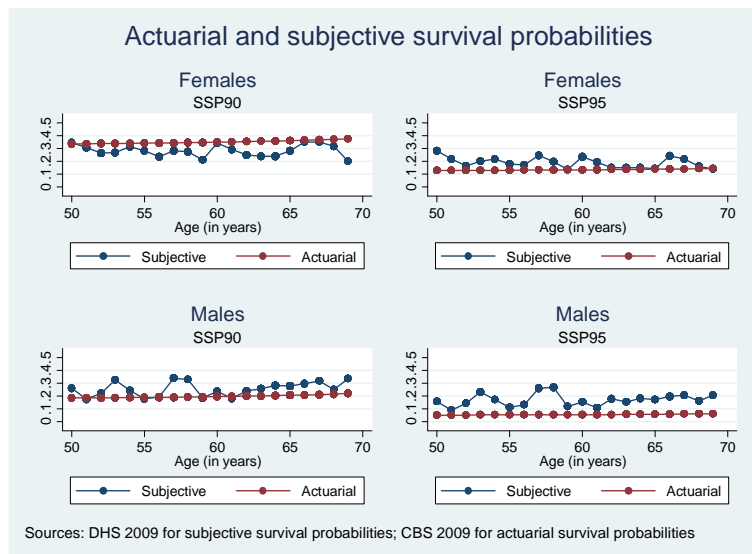 Actuarial and subjective survival probabilities
Females
SSP90
0 .1 .2 .3 .4 .5
50 55 60 65 70
Age (in years)
Subjective Actuarial
Females
SSP95
0 .1 .2 .3 .4 .5
50 55 60 65 70
Age (in years)
Subjective Actuarial
Males
SSP90
0 .1 .2 .3 .4 .5
50 55 60 65 70
Age (in years)
Subjective Actuarial
Males
SSP95
0 .1 .2 .3 .4 .5
50 55 60 65 70
Age (in years)
Subjective Actuarial
Sources: DHS 2009 for subjective survival probabilities; CBS 2009 for actuarial survival probabilities